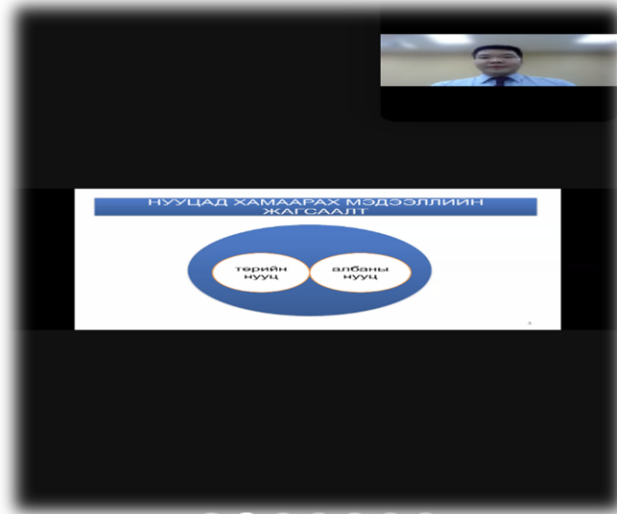 НУУЦАД ХАМААРАХ МЭДЭЭЛЛИЙН
ЖАГСААЛТ
төрийн
нууц
албаны
нууц